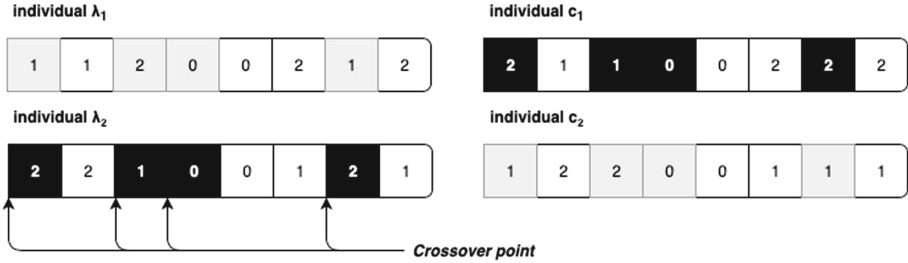 individual λ1
1 1 2 0 0 2 1 2
individual c1
2 1 1 0 0 2 2 2
individual λ2
2 2 1 0 0 1 2 1
individual c2
1 2 2 0 0 1 1 1
Crossover point